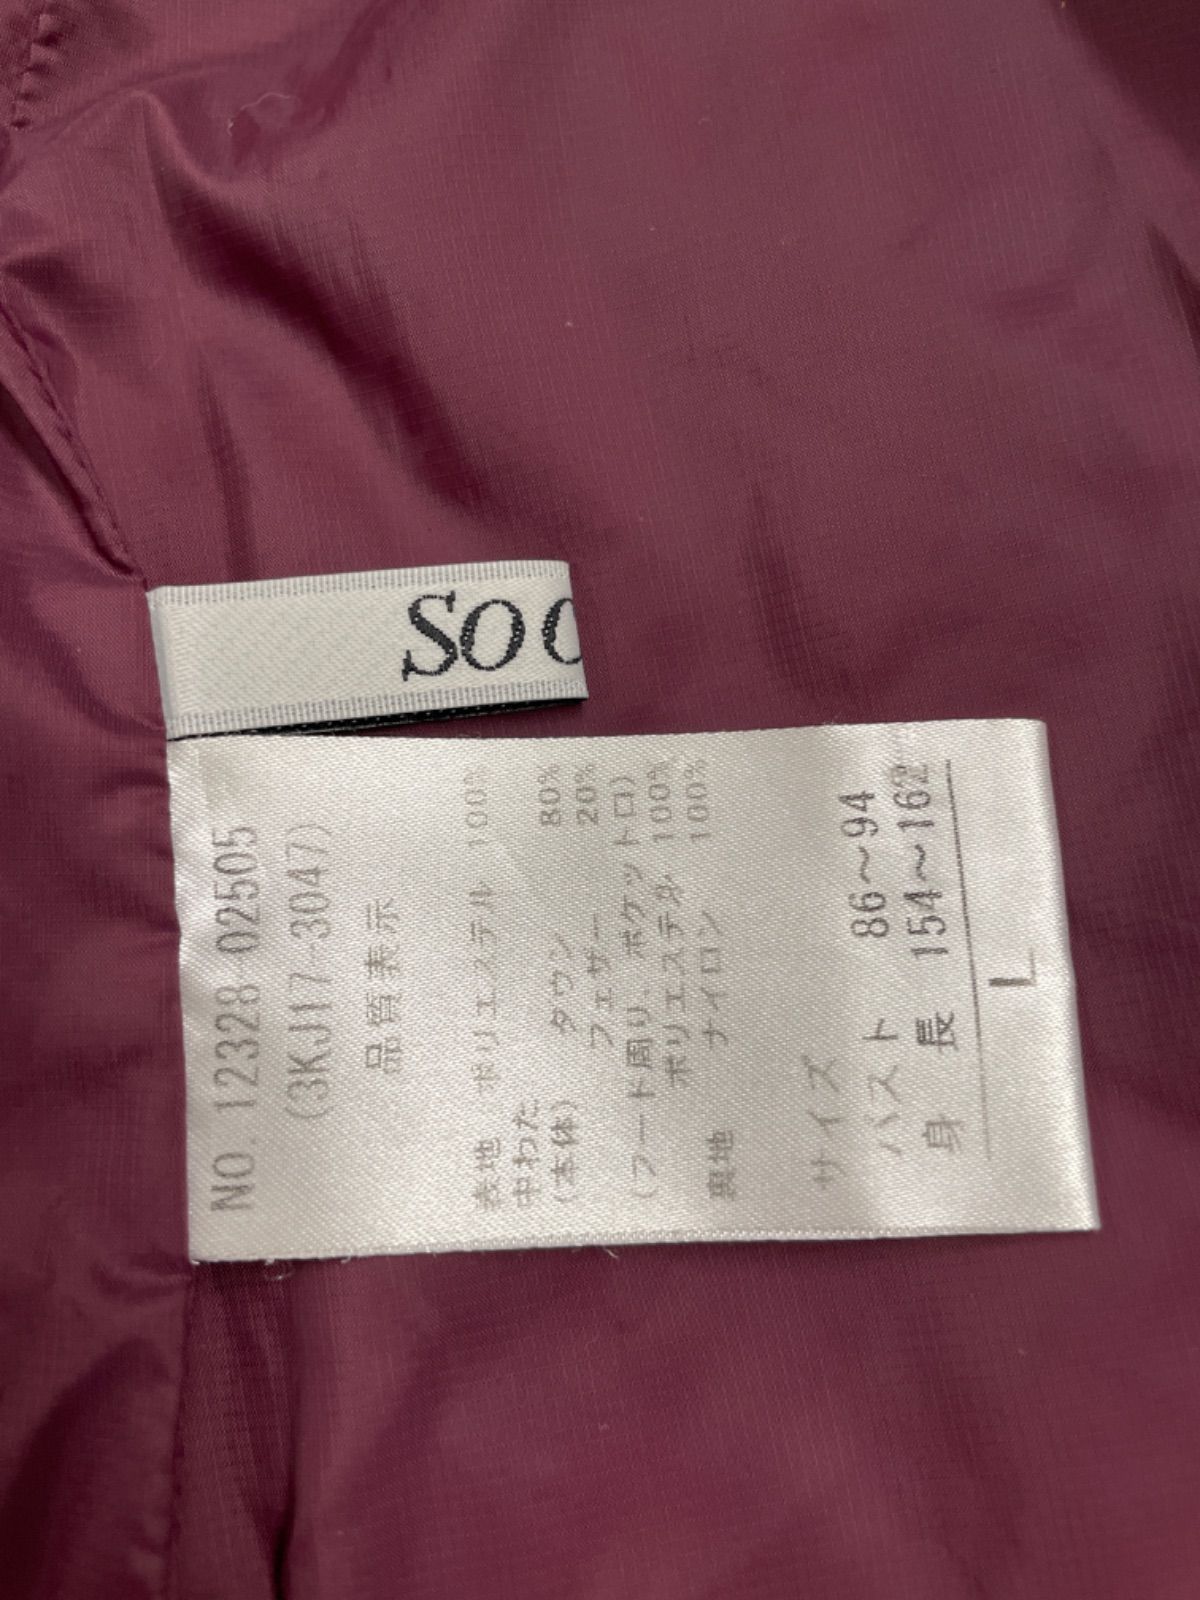 SO
NO. 12328-02505
(3KJ17-3047)
品質表示
表地 ポリエステル 100%
中わた
(本体) ダウン 80%
フェザー 20%
(フード周り、ポケット口)
ポリエステル 100%
裏地 ナイロン 100%
サイズ
バスト 86～94
身長 154～162
L